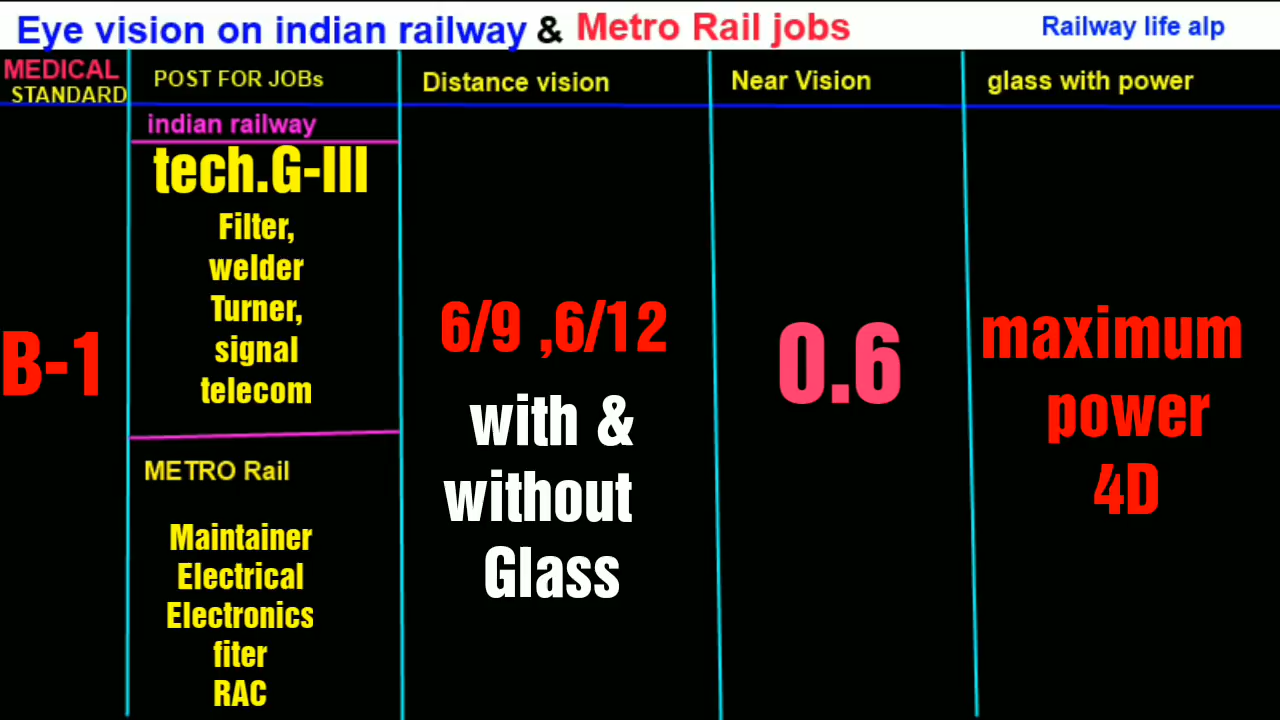 Eye vision on indian railway & Metro Rail jobs
Railway life alp
MEDICAL
STANDARD
POST FOR JOBs
Distance vision
Near Vision
glass with power
indian railway
tech.G-III
Filter,
welder
Turner,
signal
telecom
B-1
6/9 ,6/12
with &
without
Glass
0.6
maximum
power
4D
METRO Rail
Maintainer
Electrical
Electronics
fiter
RAC